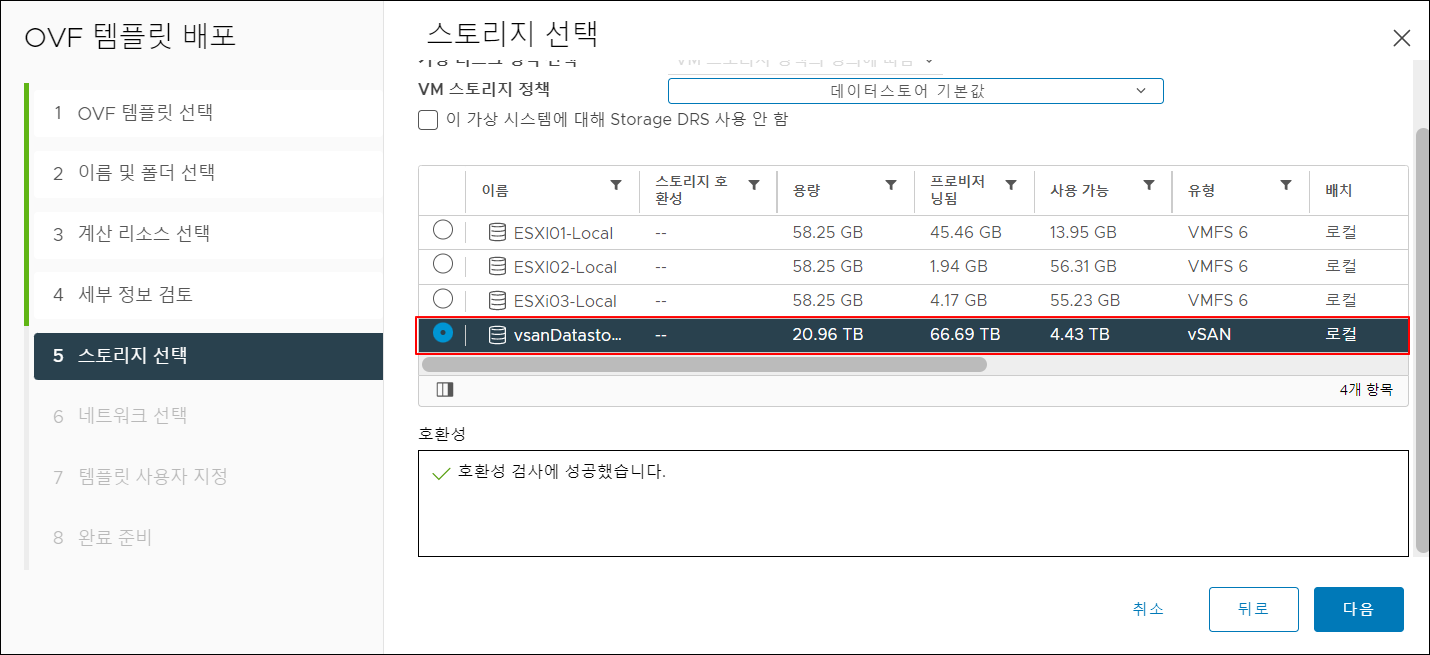 OVF 템플릿 배포
1 OVF 템플릿 선택
2 이름 및 폴더 선택
3 계산 리소스 선택
4 세부 정보 검토
5 스토리지 선택
6 네트워크 선택
7 템플릿 사용자 지정
8 완료 준비
스토리지 선택
VM 스토리지 정책 데이터스토어 기본값
이 가상 시스템에 대해 Storage DRS 사용 안 함
이름 스토리지 호환성 용량 프로비저닝됨 사용 가능 유형 배치
ESXI01-Local -- 58.25 GB 45.46 GB 13.95 GB VMFS 6 로컬
ESXI02-Local -- 58.25 GB 1.94 GB 56.31 GB VMFS 6 로컬
ESXi03-Local -- 58.25 GB 4.17 GB 55.23 GB VMFS 6 로컬
vsanDatasto... -- 20.96 TB 66.69 TB 4.43 TB vSAN 로컬
4개 항목
호환성
호환성 검사에 성공했습니다.
취소 뒤로 다음